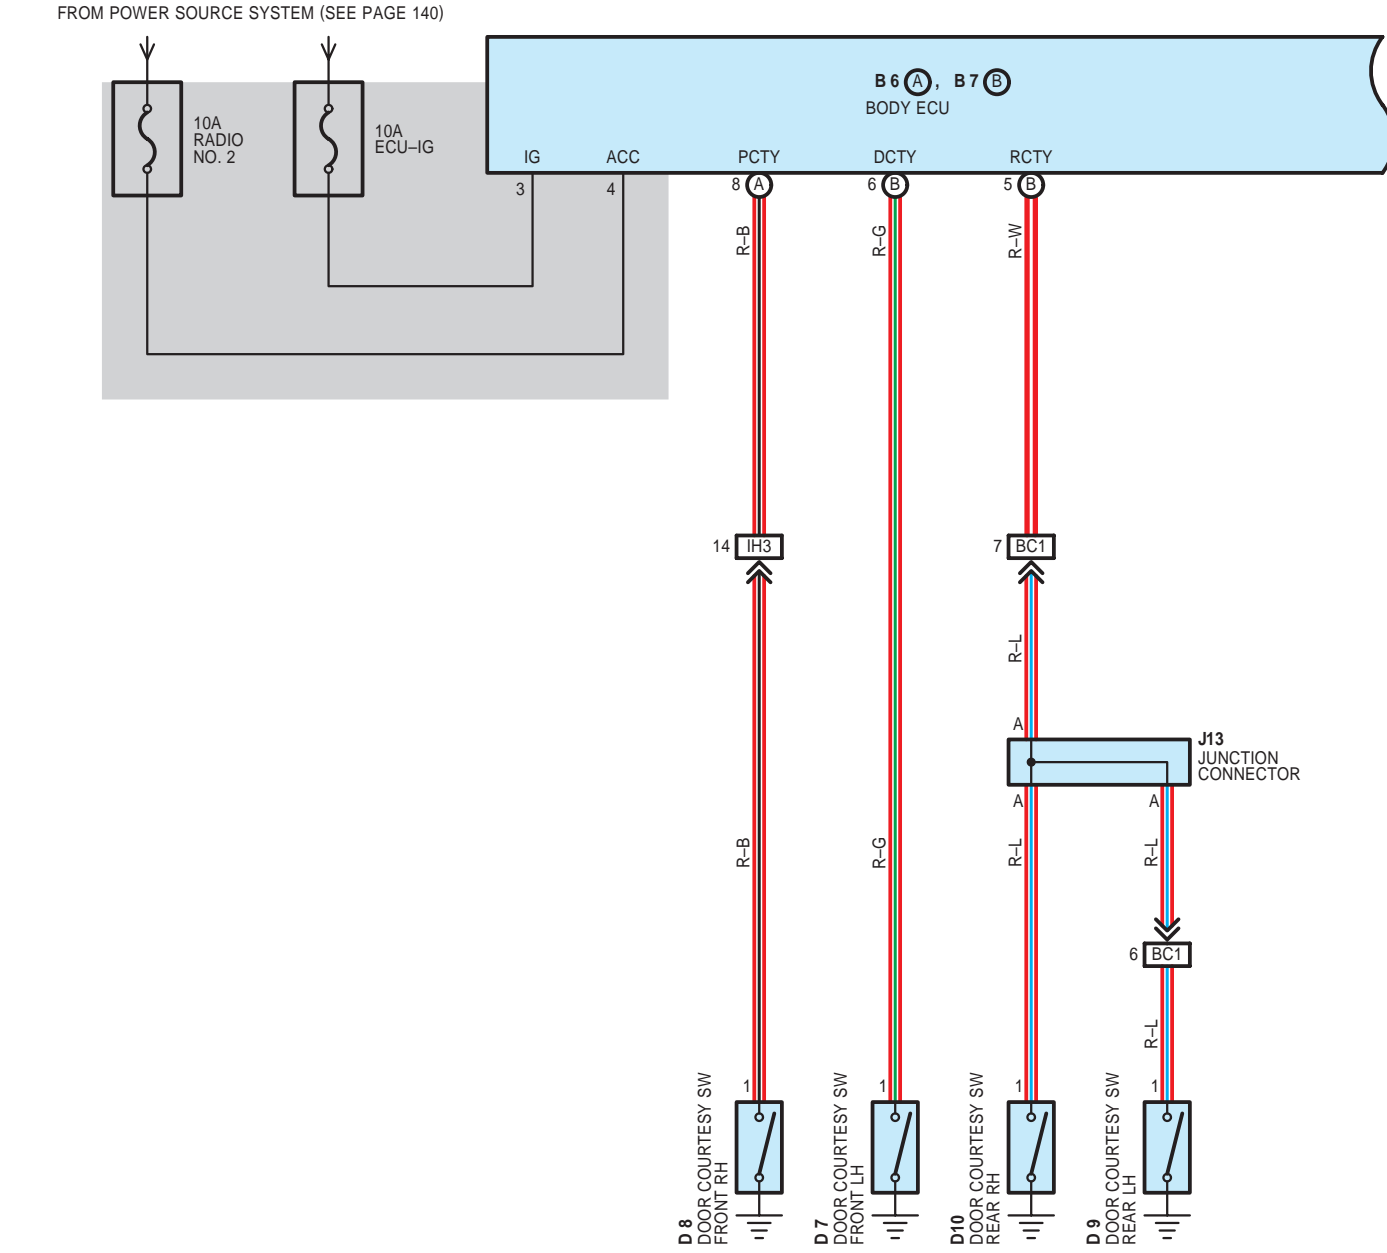 FROM POWER SOURCE SYSTEM (SEE PAGE 140)
10A
RADIO
NO. 2
10A
ECU–IG
B 6 A , B 7 B
BODY ECU
IG ACC PCTY DCTY RCTY
3 4 8 A 6 B 5 B
R–B R–G R–W
14 IH3 7 BC1
R–L
A
J13
JUNCTION
CONNECTOR
A A
R–B R–G R–L R–L
6 BC1
R–L
1 1 1 1
D 8
DOOR COURTESY SW
FRONT RH
D 7
DOOR COURTESY SW
FRONT LH
D10
DOOR COURTESY SW
REAR RH
D 9
DOOR COURTESY SW
REAR LH